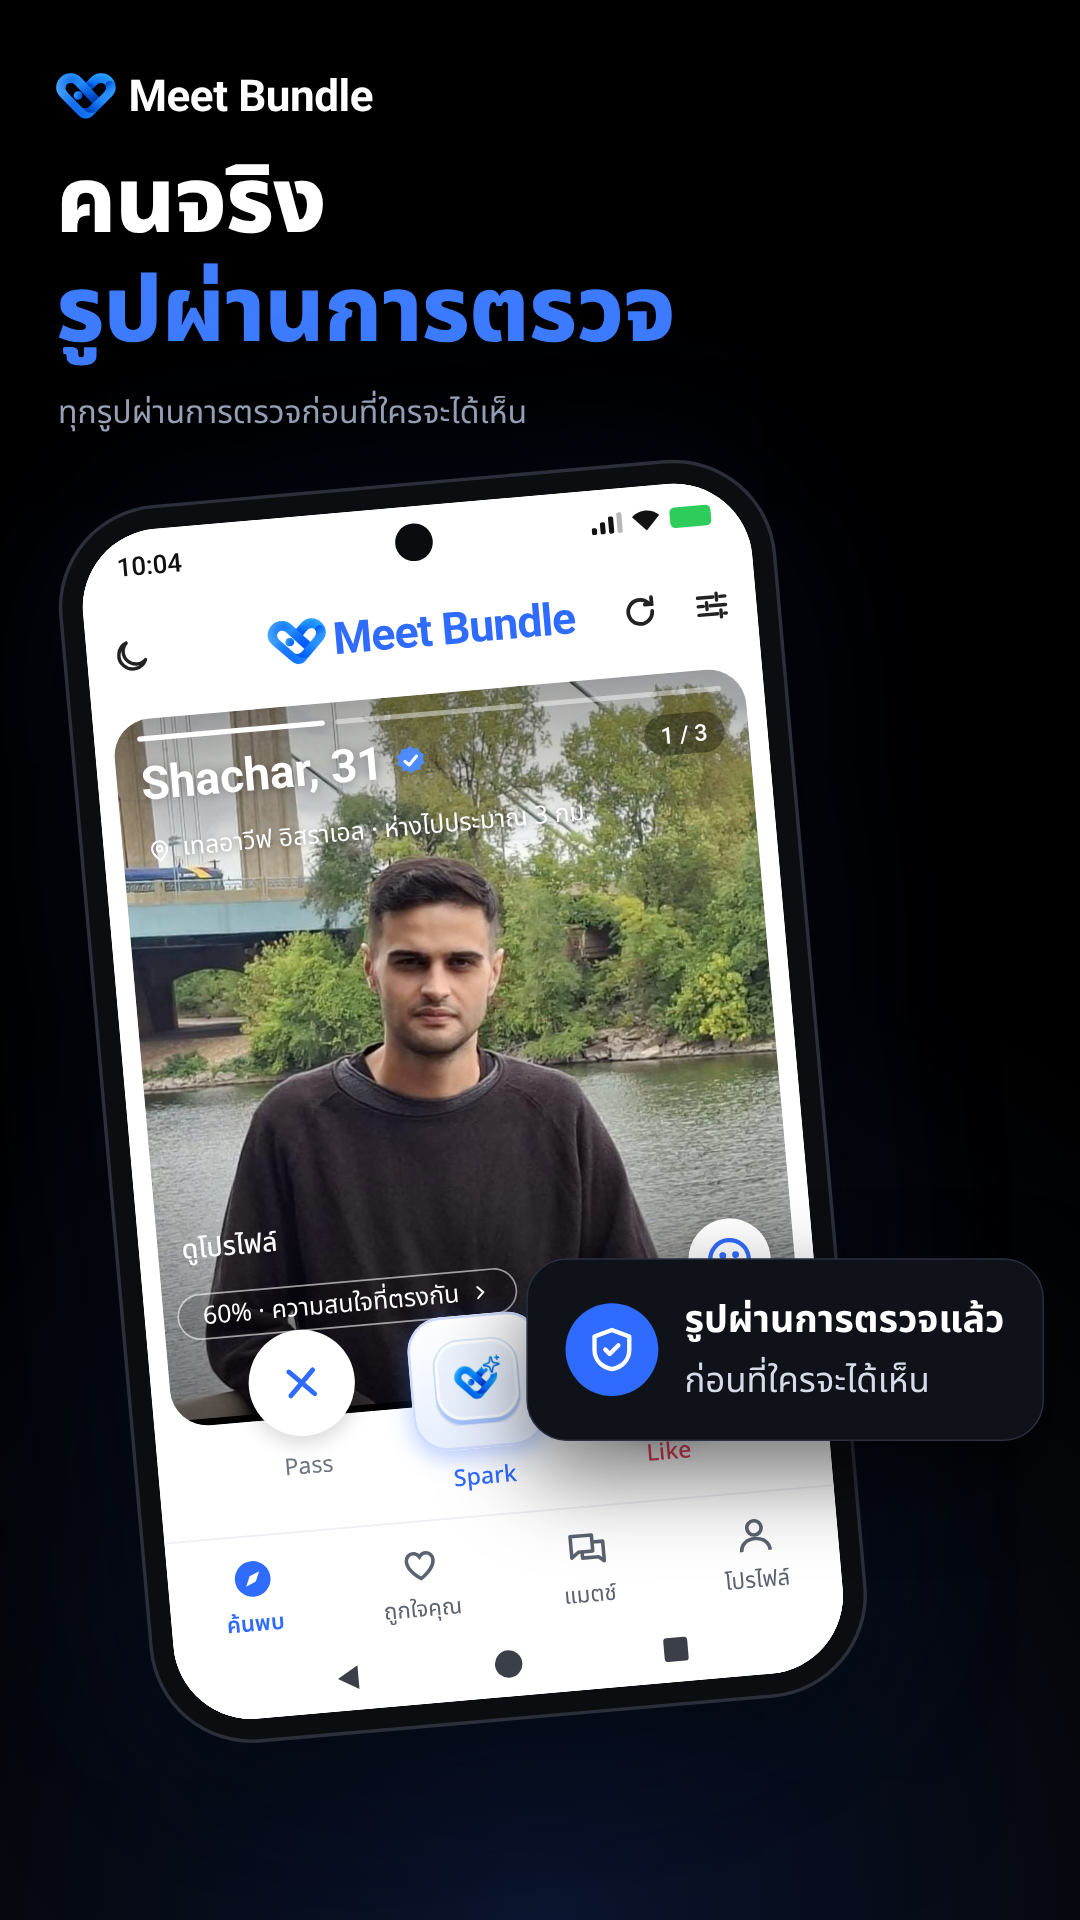 Meet Bundle
คนจริง
รูปผ่านการตรวจ
ทุกรูปผ่านการตรวจก่อนที่ใครจะได้เห็น
10:04
Meet Bundle
1 / 3
Shachar, 31
เทลอาวีฟ อิสราเอล · ห่างไปประมาณ 3 กม.
ดูโปรไฟล์
60% · ความสนใจที่ตรงกัน
รูปผ่านการตรวจแล้ว
ก่อนที่ใครจะได้เห็น
Pass
Spark
Like
ค้นพบ
ถูกใจคุณ
แมตช์
โปรไฟล์